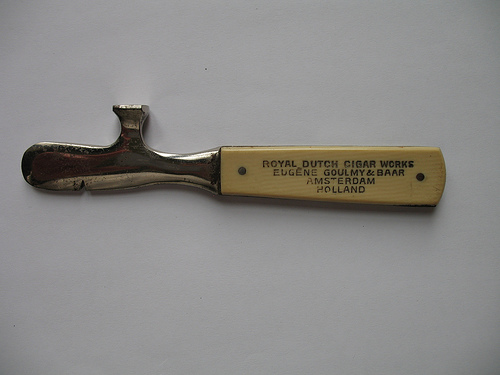 ROYAL DUTCH CIGAR WORKS
EUGÈNE GOULMY & BAAR
AMSTERDAM
HOLLAND